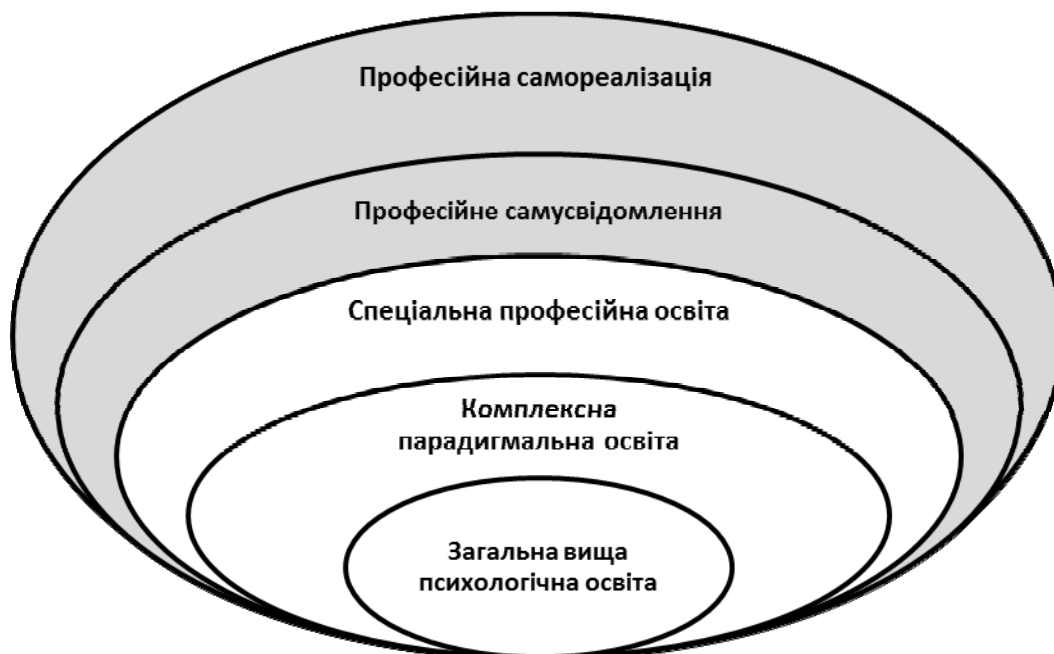 Професійна самореалізація
Професійне самусвідомлення
Спеціальна професійна освіта
Комплексна
парадигмальна освіта
Загальна вища
психологічна освіта